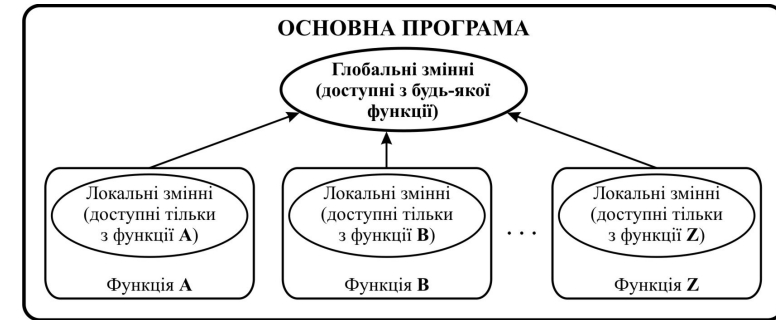 ОСНОВНА ПРОГРАМА
Глобальні змінні
(доступні з будь-якої
функції)
Локальні змінні
(доступні тільки
з функції A)
Функція A
Локальні змінні
(доступні тільки
з функції B)
Функція B
. . .
Локальні змінні
(доступні тільки
з функції Z)
Функція Z